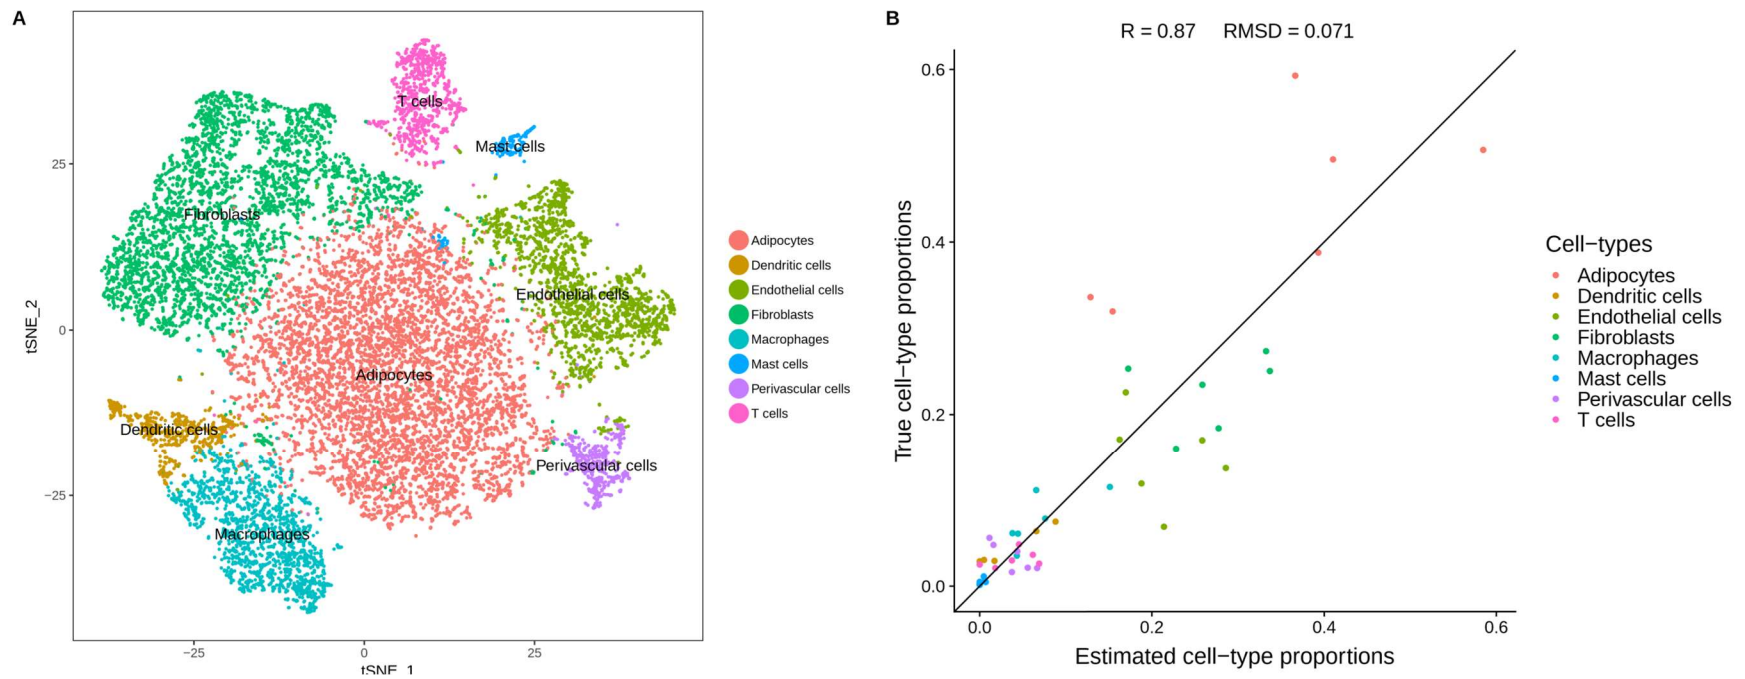 A
T cells
Mast cells
Fibroblasts
Endothelial cells
Adipocytes
Dendritic cells
Perivascular cells
Macrophages
25
0
−25
tSNE_2
−25
0
25
tSNE_1
Adipocytes
Dendritic cells
Endothelial cells
Fibroblasts
Macrophages
Mast cells
Perivascular cells
T cells
B
R = 0.87 RMSD = 0.071
0.6
0.4
0.2
0.0
True cell−type proportions
0.0
0.2
0.4
0.6
Estimated cell−type proportions
Cell−types
Adipocytes
Dendritic cells
Endothelial cells
Fibroblasts
Macrophages
Mast cells
Perivascular cells
T cells